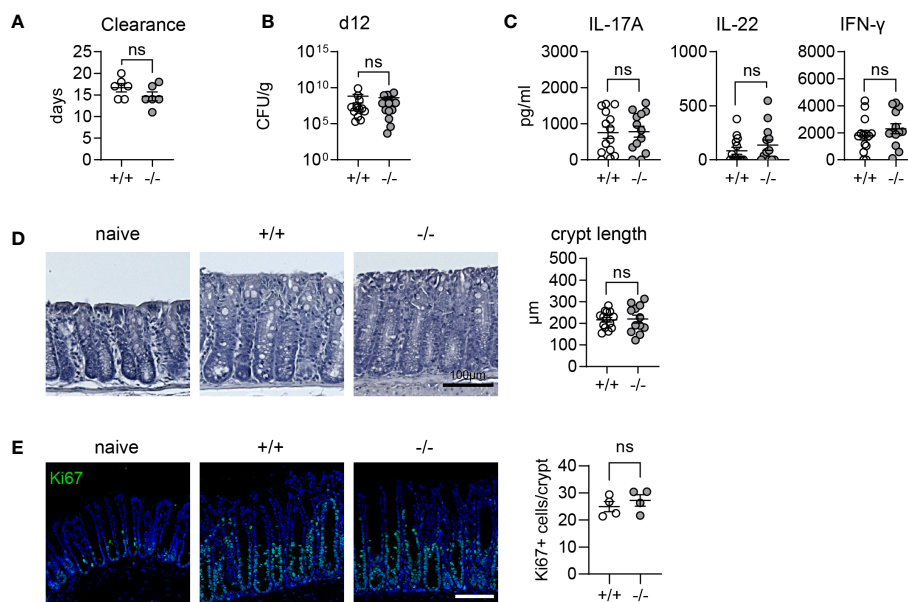 A
Clearance
ns
days
25
20
15
10
5
0
+/+
-/-
B
d12
ns
CFU/g
10^15
10^10
10^5
10^0
+/+
-/-
C
IL-17A
IL-22
IFN-γ
ns
ns
ns
pg/ml
3000
2000
1000
0
+/+
-/-
1000
500
0
+/+
-/-
8000
6000
4000
2000
0
+/+
-/-
D
naive
+/+
-/-
100µm
crypt length
ns
µm
500
400
300
200
100
0
+/+
-/-
E
naive
+/+
-/-
Ki67
ns
Ki67+ cells/crypt
40
30
20
10
0
+/+
-/-